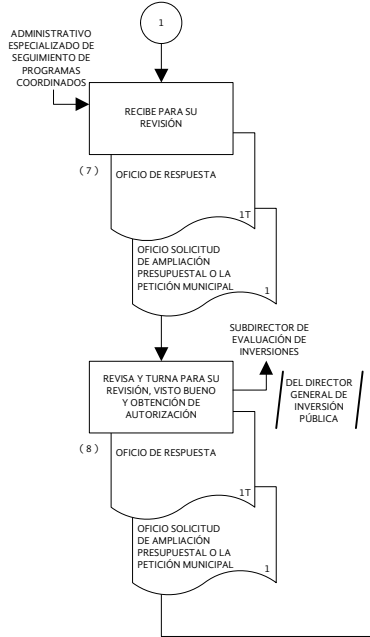 1
ADMINISTRATIVO
ESPECIALIZADO DE
SEGUIMIENTO DE
PROGRAMAS
COORDINADOS
RECIBE PARA SU
REVISIÓN
( 7 )
OFICIO DE RESPUESTA
1T
OFICIO SOLICITUD
DE AMPLIACIÓN
PRESUPUESTAL O LA
PETICIÓN MUNICIPAL
1
SUBDIRECTOR DE
EVALUACIÓN DE
INVERSIONES
REVISA Y TURNA PARA SU
REVISIÓN, VISTO BUENO
Y OBTENCIÓN DE
AUTORIZACIÓN
DEL DIRECTOR
GENERAL DE
INVERSIÓN
PÚBLICA
( 8 )
OFICIO DE RESPUESTA
1T
OFICIO SOLICITUD
DE AMPLIACIÓN
PRESUPUESTAL O LA
PETICIÓN MUNICIPAL
1